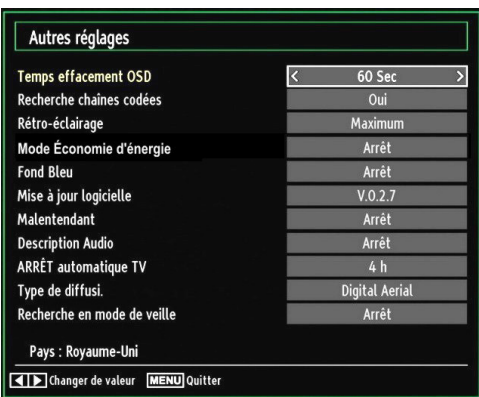 Autres réglages
Temps effacement OSD < 60 Sec >
Recherche chaînes codées Oui
Rétro-éclairage Maximum
Mode Économie d'énergie Arrêt
Fond Bleu Arrêt
Mise à jour logicielle V.0.2.7
Malentendant Arrêt
Description Audio Arrêt
ARRÊT automatique TV 4 h
Type de diffusi. Digital Aerial
Recherche en mode de veille Arrêt
Pays : Royaume-Uni
Changer de valeur MENU Quitter